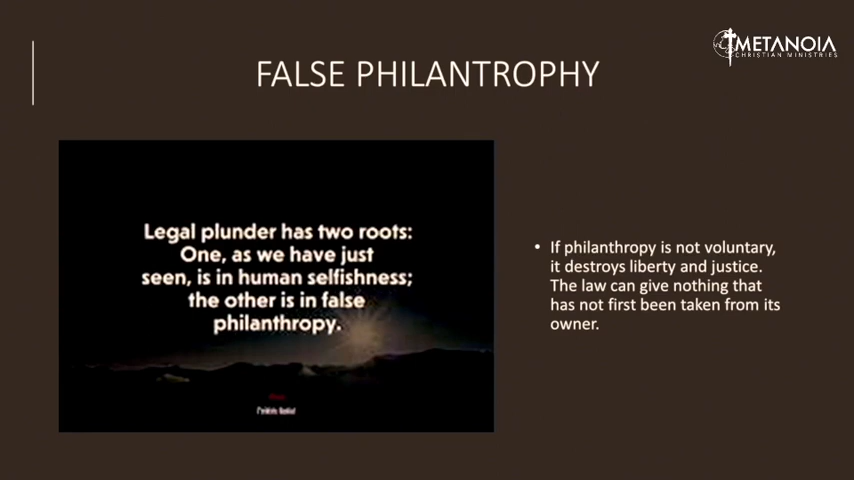 METANOIA
CHRISTIAN MINISTRIES
FALSE PHILANTROPHY
Legal plunder has two roots:
One, as we have just
seen, is in human selfishness;
the other is in false
philanthropy.
• If philanthropy is not voluntary,
it destroys liberty and justice.
The law can give nothing that
has not first been taken from its
owner.